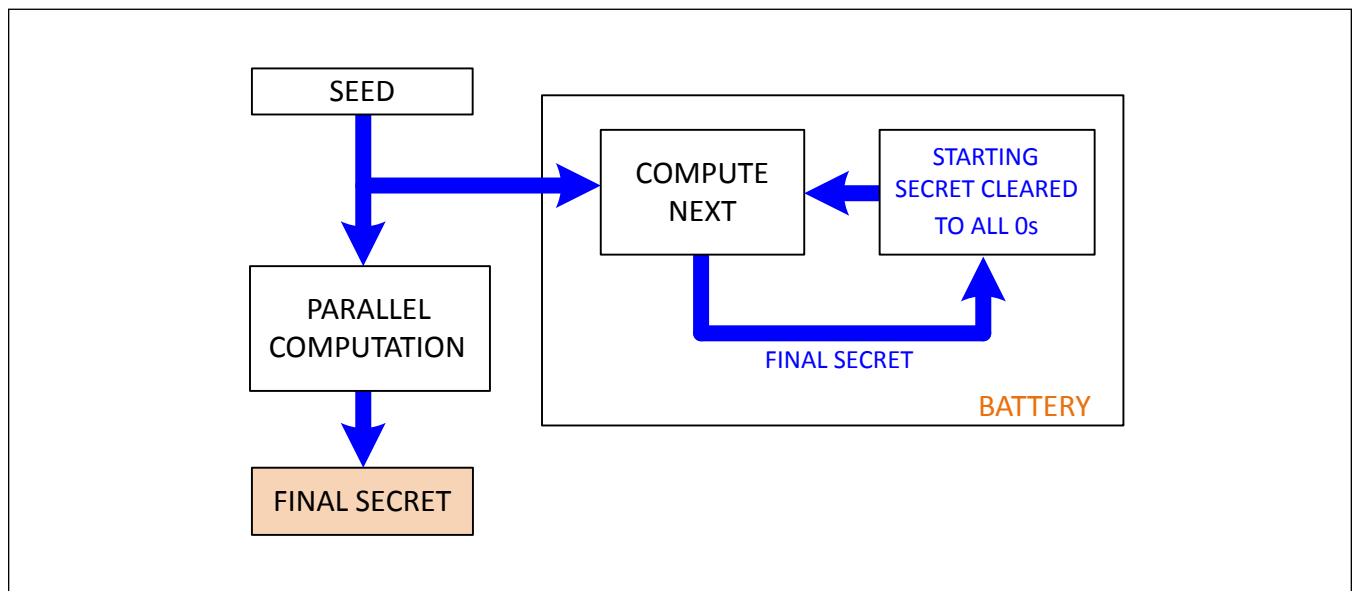 SEED
COMPUTE
NEXT
STARTING
SECRET CLEARED
TO ALL 0s
PARALLEL
COMPUTATION
FINAL SECRET
BATTERY
FINAL SECRET